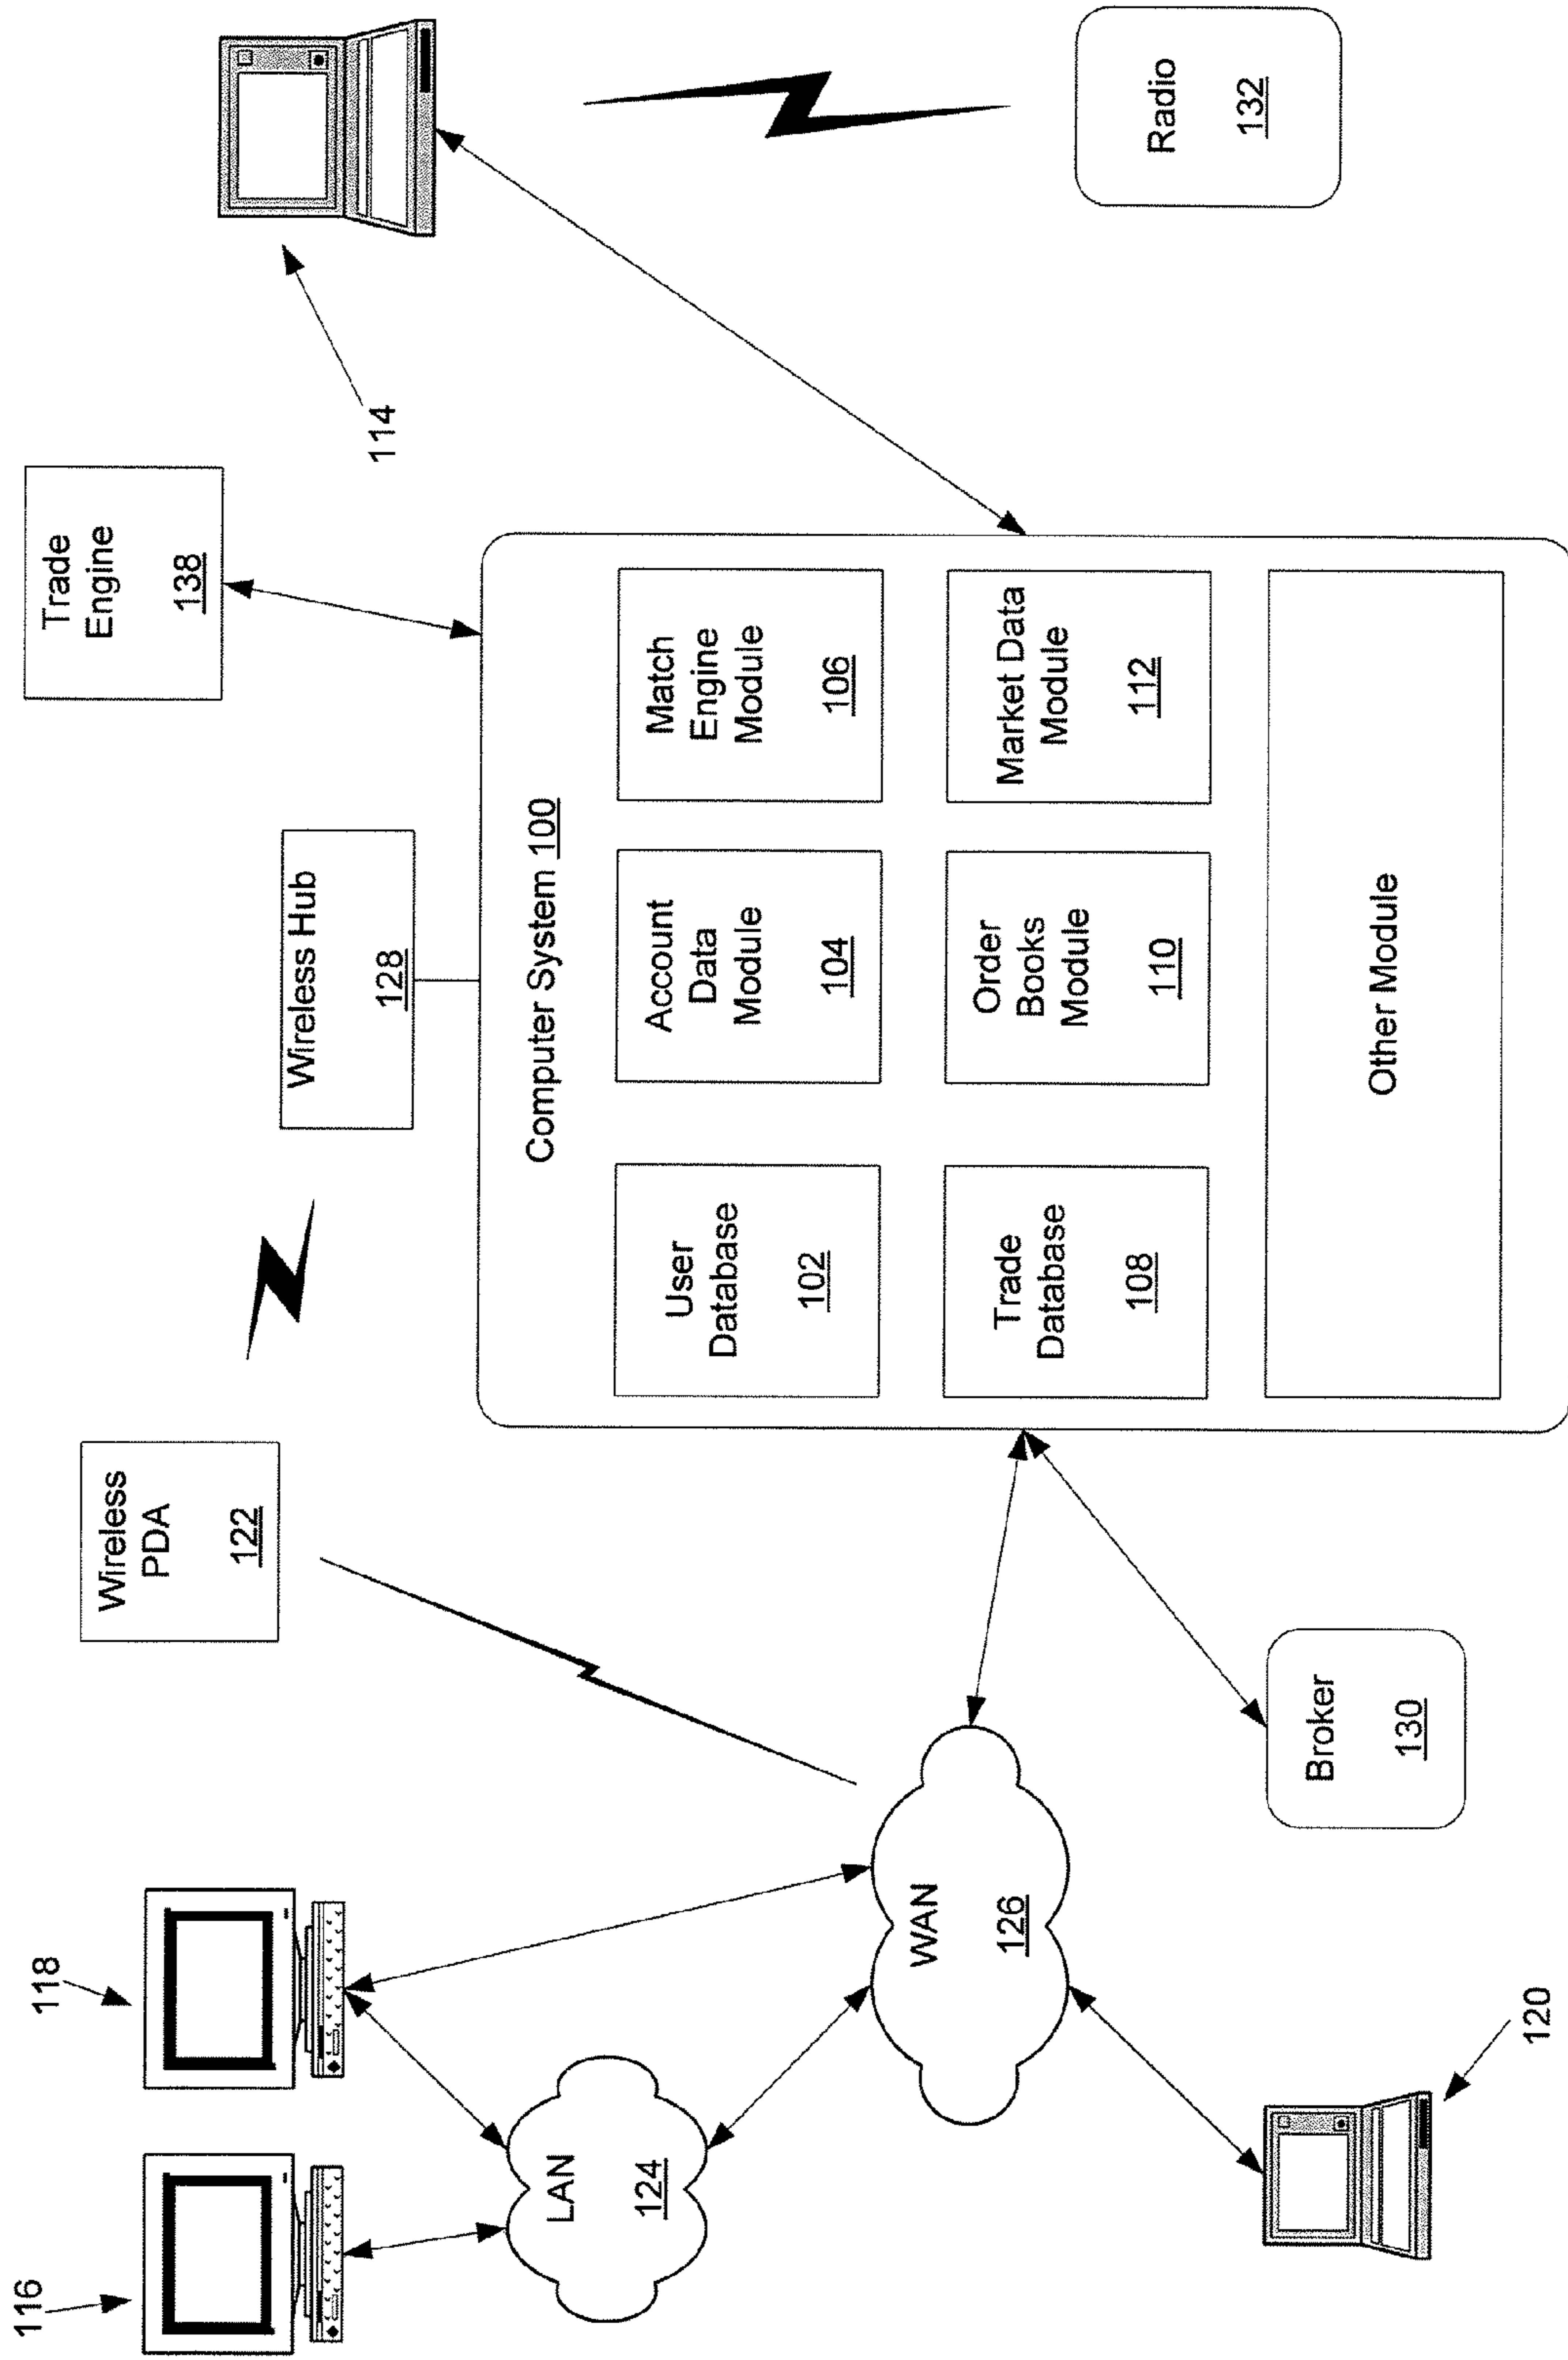 116
118
Wireless
PDA
122
Wireless Hub
128
Trade
Engine
138
114
LAN
124
WAN
126
120
Broker
130
Computer System 100
User
Database
102
Account
Data
Module
104
Match
Engine
Module
106
Trade
Database
108
Order
Books
Module
110
Market Data
Module
112
Other Module
Radio
132